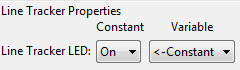 Line Tracker Properties
Constant Variable
Line Tracker LED: On <-Constant